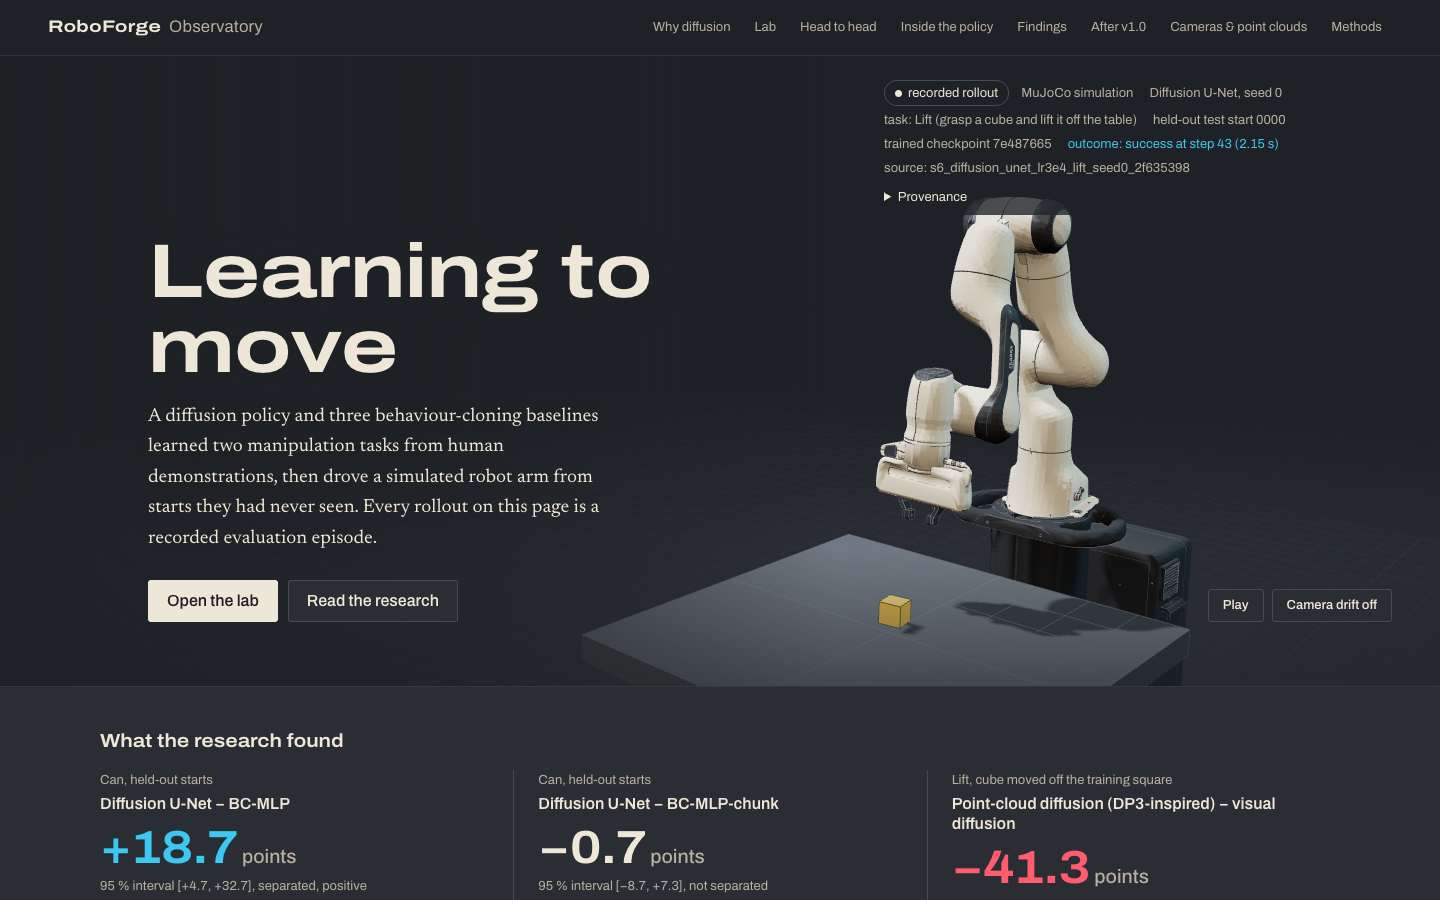 RoboForge Observatory
Why diffusion Lab Head to head Inside the policy Findings After v1.0 Cameras & point clouds Methods
recorded rollout MuJoCo simulation Diffusion U-Net, seed 0
task: Lift (grasp a cube and lift it off the table) held-out test start 0000
trained checkpoint 7e487665 outcome: success at step 43 (2.15 s)
source: s6_diffusion_unet_lr3e4_lift_seed0_2f635398
Provenance
Learning to
move
A diffusion policy and three behaviour-cloning baselines
learned two manipulation tasks from human
demonstrations, then drove a simulated robot arm from
starts they had never seen. Every rollout on this page is a
recorded evaluation episode.
Open the lab Read the research
Play Camera drift off
What the research found
Can, held-out starts
Diffusion U-Net – BC-MLP
+18.7 points
95 % interval [+4.7, +32.7], separated, positive
Can, held-out starts
Diffusion U-Net – BC-MLP-chunk
−0.7 points
95 % interval [−8.7, +7.3], not separated
Lift, cube moved off the training square
Point-cloud diffusion (DP3-inspired) – visual
diffusion
−41.3 points